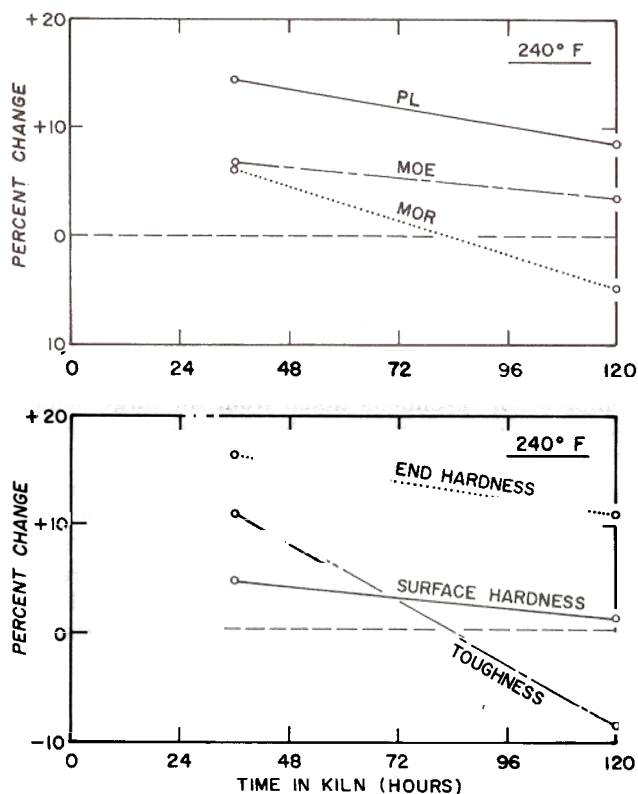 +20
240° F
PL
+10
MOE
MOR
0
10
0 24 48 72 96 120
PERCENT CHANGE
+20
240° F
END HARDNESS
+10
SURFACE HARDNESS
0
TOUGHNESS
-10
0 24 48 72 96 120
PERCENT CHANGE
TIME IN KILN (HOURS)